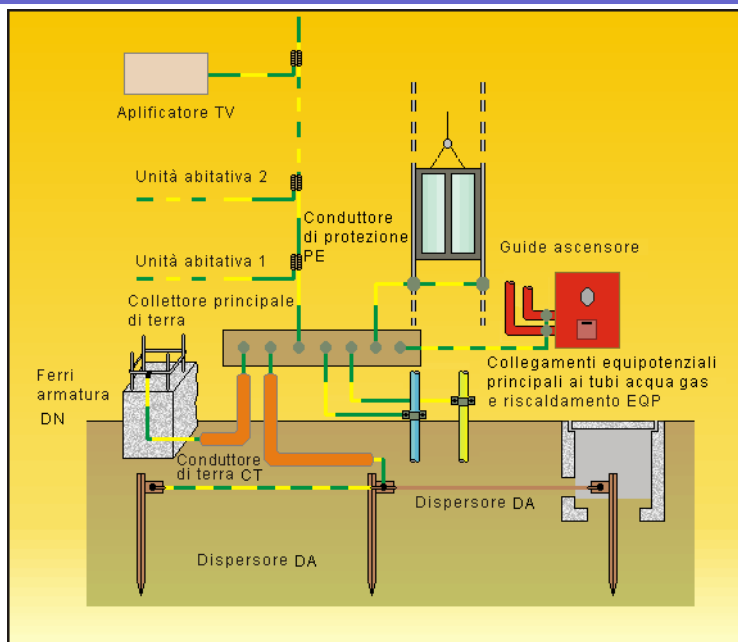 Aplificatore TV
Unità abitativa 2
Conduttore
di protezione
PE
Guide ascensore
Unità abitativa 1
Collettore principale
di terra
Ferri
armatura
DN
Collegamenti equipotenziali
principali ai tubi acqua gas
e riscaldamento EQP
Conduttore
di terra CT
Dispersore DA
Dispersore DA